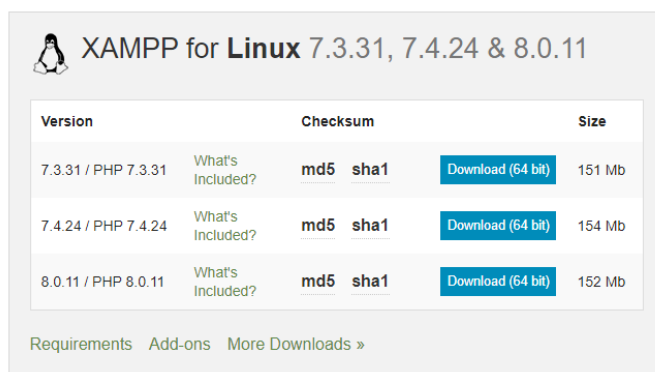 XAMPP for Linux 7.3.31, 7.4.24 & 8.0.11
Version Checksum Size
7.3.31 / PHP 7.3.31 What's Included? md5 sha1 Download (64 bit) 151 Mb
7.4.24 / PHP 7.4.24 What's Included? md5 sha1 Download (64 bit) 154 Mb
8.0.11 / PHP 8.0.11 What's Included? md5 sha1 Download (64 bit) 152 Mb
Requirements Add-ons More Downloads »